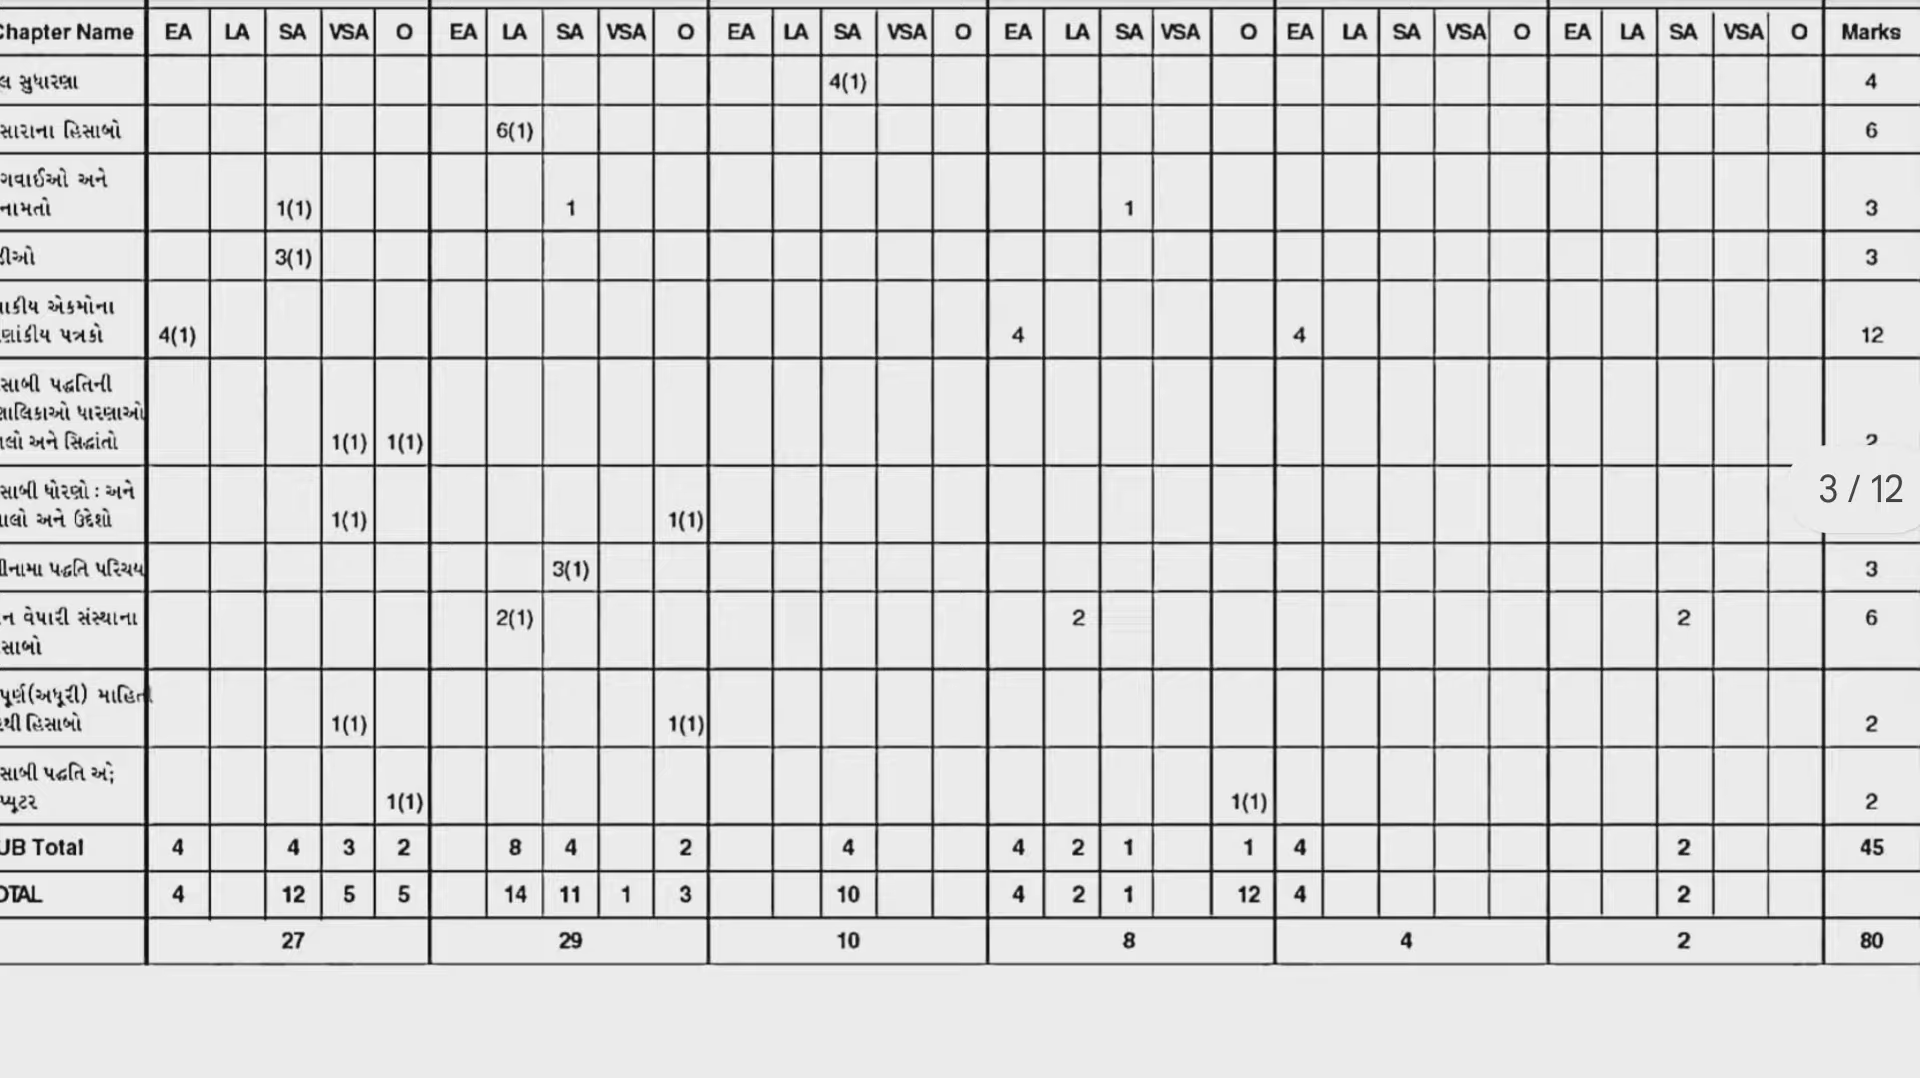 Chapter Name EA LA SA VSA O EA LA SA VSA O EA LA SA VSA O EA LA SA VSA O EA LA SA VSA O EA LA SA VSA O Marks
લ સુધારણા 4(1) 4
સારાના હિસાબો 6(1) 6
ગવાઈઓ અને
નામતો 1(1) 1 1 3
ઢીઓ 3(1) 3
ાકીય એકમોના
ણાંકીય પત્રકો 4(1) 4 4 12
સાબી પદ્ધતિની
ણાલિકાઓ ધારણાઓ
ાલો અને સિદ્ધાંતો 1(1) 1(1) 2
સાબી ધોરણો : અને
ાલો અને ઉદ્દેશો 1(1) 1(1)
3 / 12
ીનામા પદ્ધતિ પરિચય 3(1) 3
ન વેપારી સંસ્થાના 2(1) 2 2 6
સાબો
પૂર્ણ(અધૂરી) માહિતી
રથી હિસાબો 1(1) 1(1) 2
સાબી પદ્ધતિ અ;
પ્યૂટર 1(1) 1(1) 2
UB Total 4 4 3 2 8 4 2 4 4 2 1 1 4 2 45
OTAL 4 12 5 5 14 11 1 3 10 4 2 1 12 4 2
27 29 10 8 4 2 80